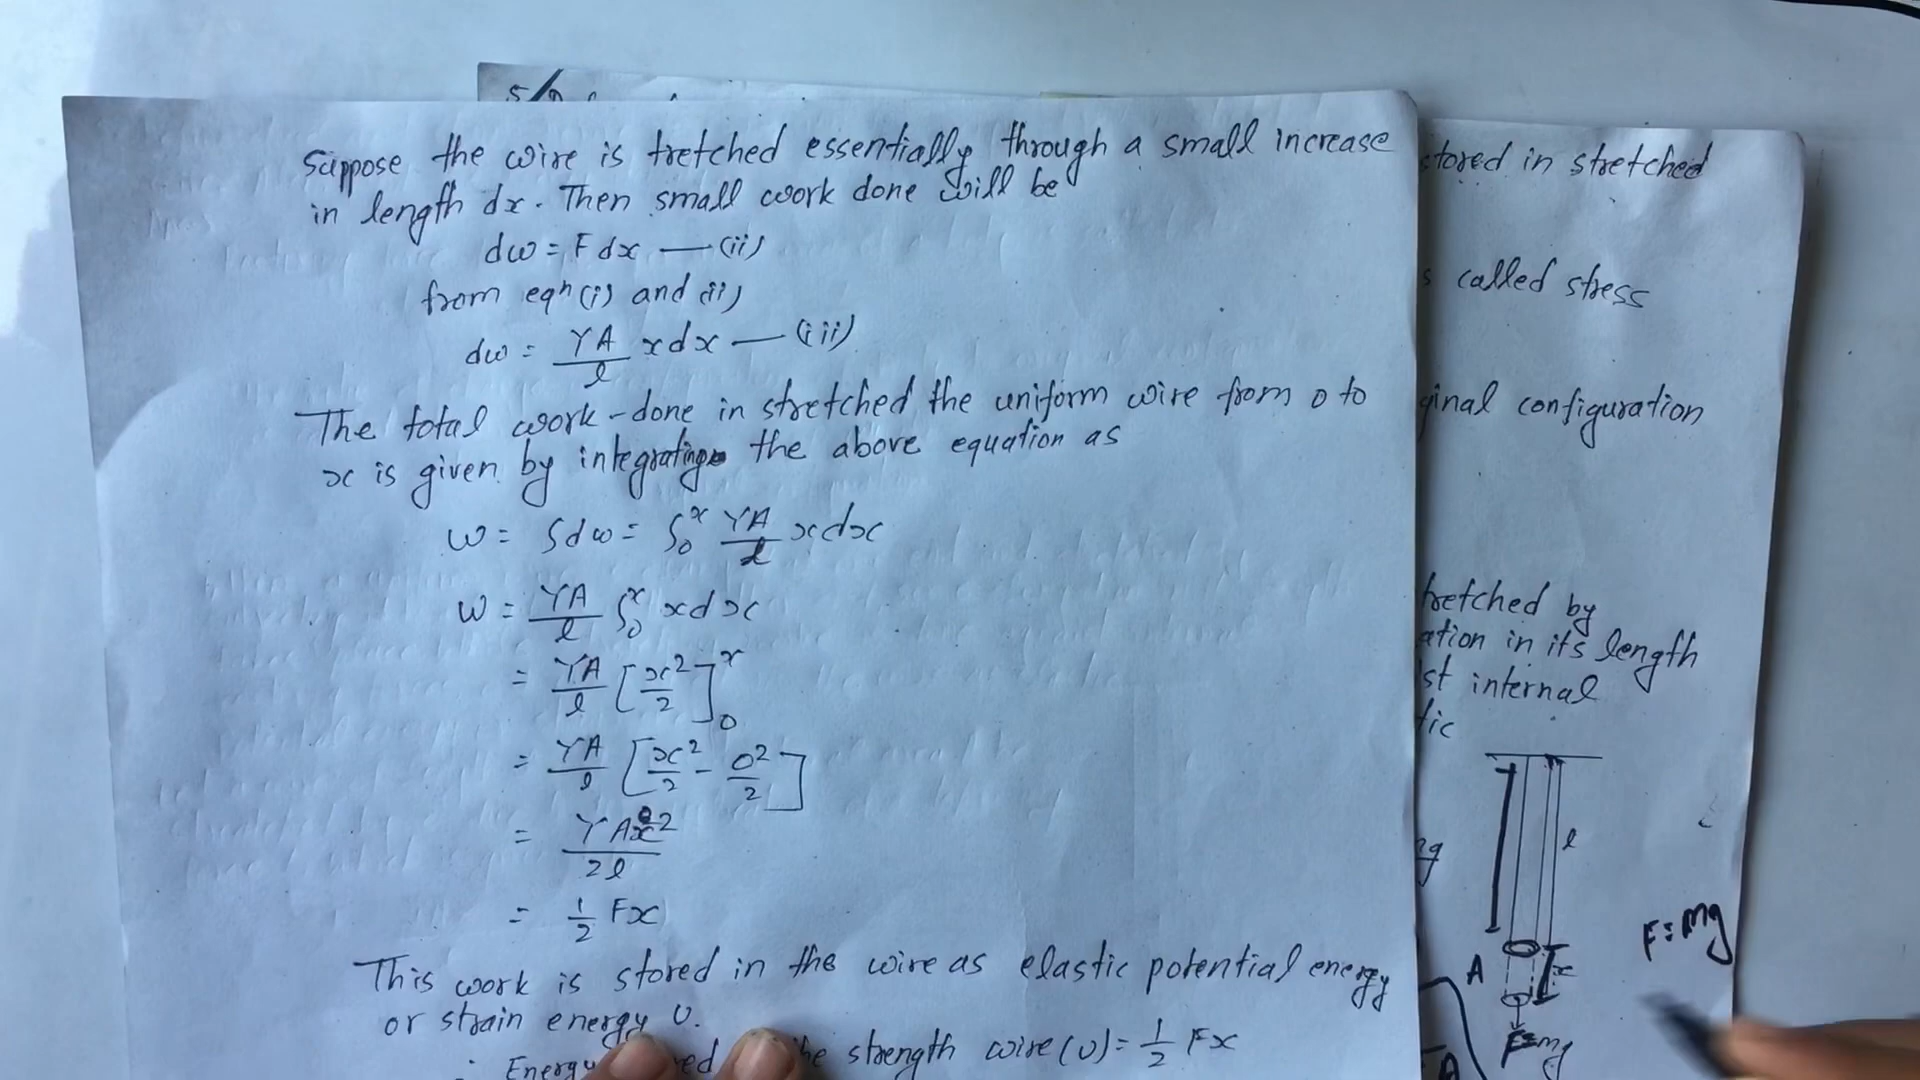 Suppose the wire is tretched essentially through a small increase
in length dx. Then small work done will be
dw = F dx — (ii)
from eqn (i) and (ii)
dw = YA/l x dx — (iii)
The total work-done in stretched the uniform wire from 0 to
x is given by integrating the above equation as
W = ∫dw = ∫₀ˣ YA/l x dx
W = YA/l ∫₀ˣ x dx
= YA/l [x²/2]₀ˣ
= YA/l [x²/2 - 0²/2]
= YAx²/2l
= 1/2 Fx
This work is stored in the wire as elastic potential energy
or strain energy U.
∴ Energy the strength wire (U) = 1/2 Fx
stored in stretched
called stress
configuration
by
in its length
internal
l
F = mg
A
x
F=mg